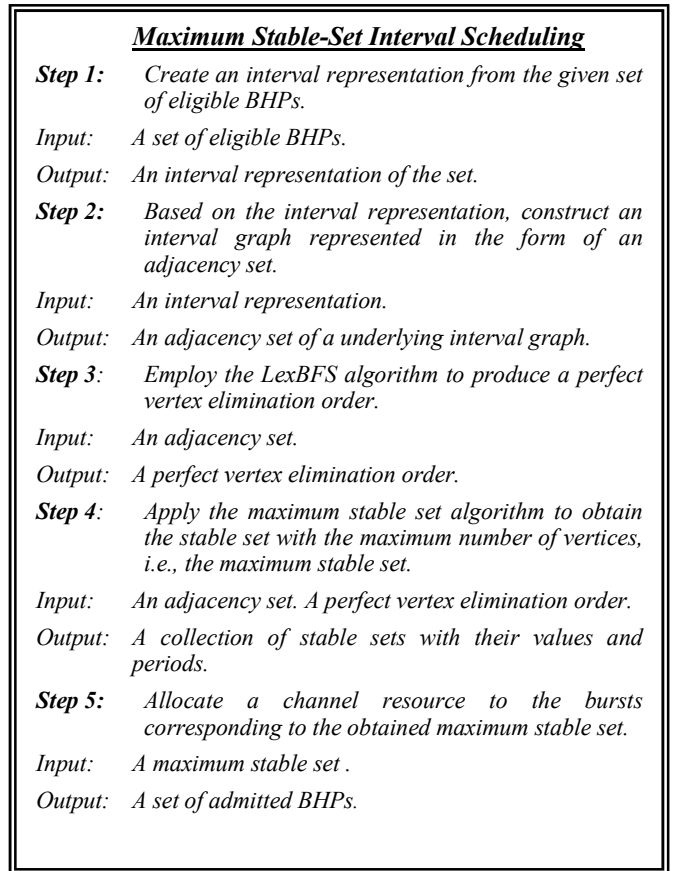 Maximum Stable-Set Interval Scheduling
Step 1: Create an interval representation from the given set
of eligible BHPs.
Input: A set of eligible BHPs.
Output: An interval representation of the set.
Step 2: Based on the interval representation, construct an
interval graph represented in the form of an
adjacency set.
Input: An interval representation.
Output: An adjacency set of a underlying interval graph.
Step 3: Employ the LexBFS algorithm to produce a perfect
vertex elimination order.
Input: An adjacency set.
Output: A perfect vertex elimination order.
Step 4: Apply the maximum stable set algorithm to obtain
the stable set with the maximum number of vertices,
i.e., the maximum stable set.
Input: An adjacency set. A perfect vertex elimination order.
Output: A collection of stable sets with their values and
periods.
Step 5: Allocate a channel resource to the bursts
corresponding to the obtained maximum stable set.
Input: A maximum stable set .
Output: A set of admitted BHPs.